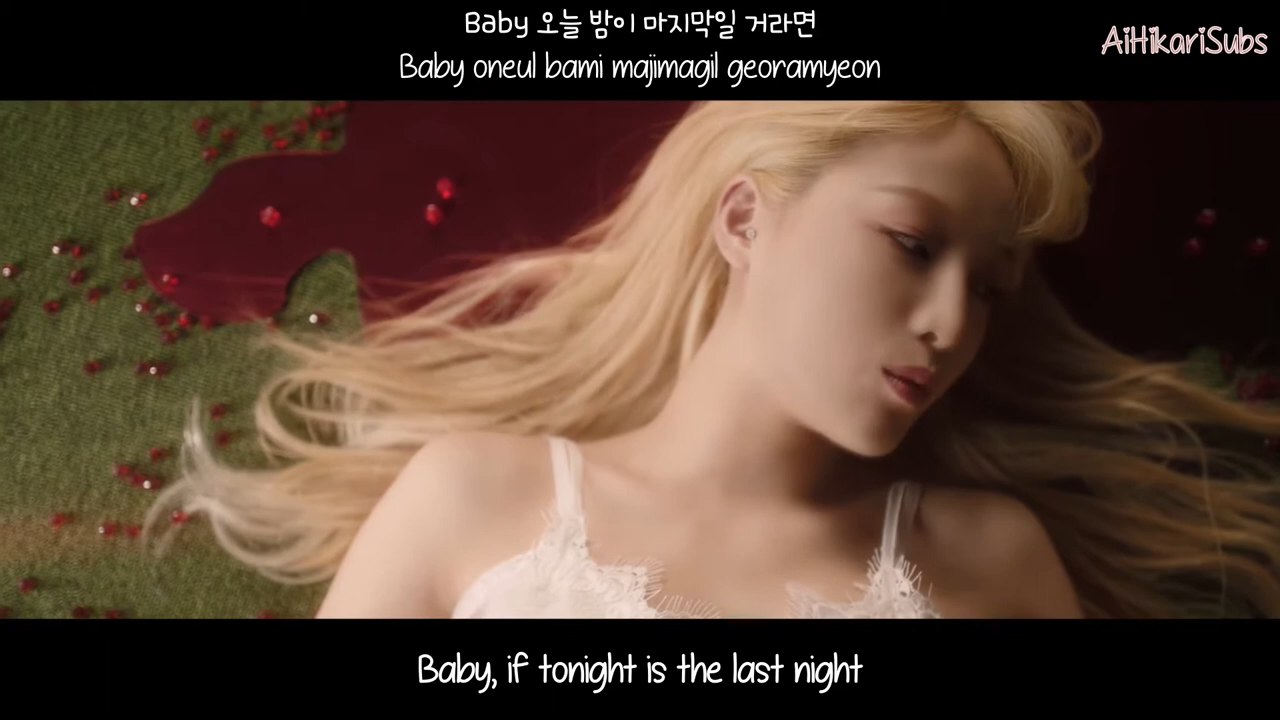 Baby 오늘 밤이 마지막일 거라면
Baby oneul bami majimagil georamyeon
AiHikariSubs
Baby, if tonight is the last night